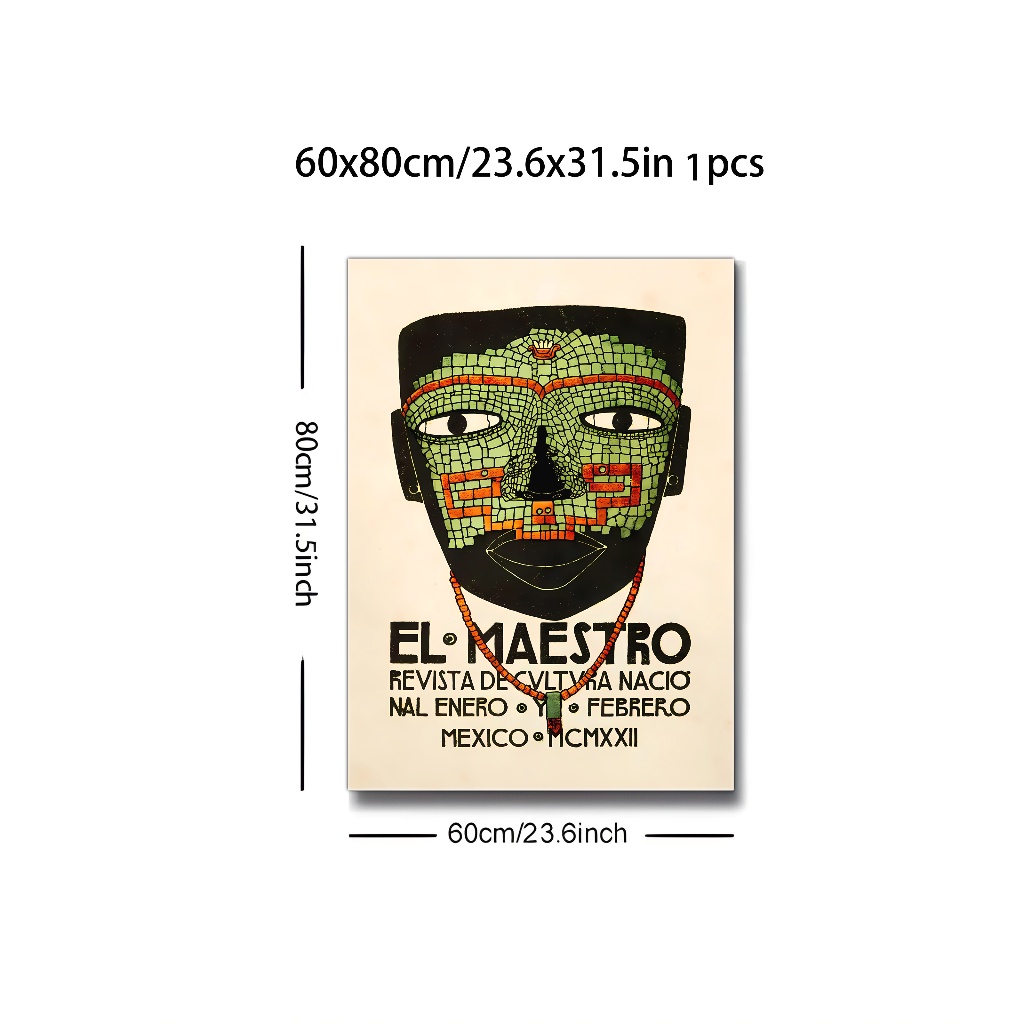 60x80cm/23.6x31.5in 1pcs
80cm/31.5inch
EL MAESTRO
REVISTA DE CVLTVRA NACIO
NAL ENERO Y FEBRERO
MEXICO MCMXXII
60cm/23.6inch